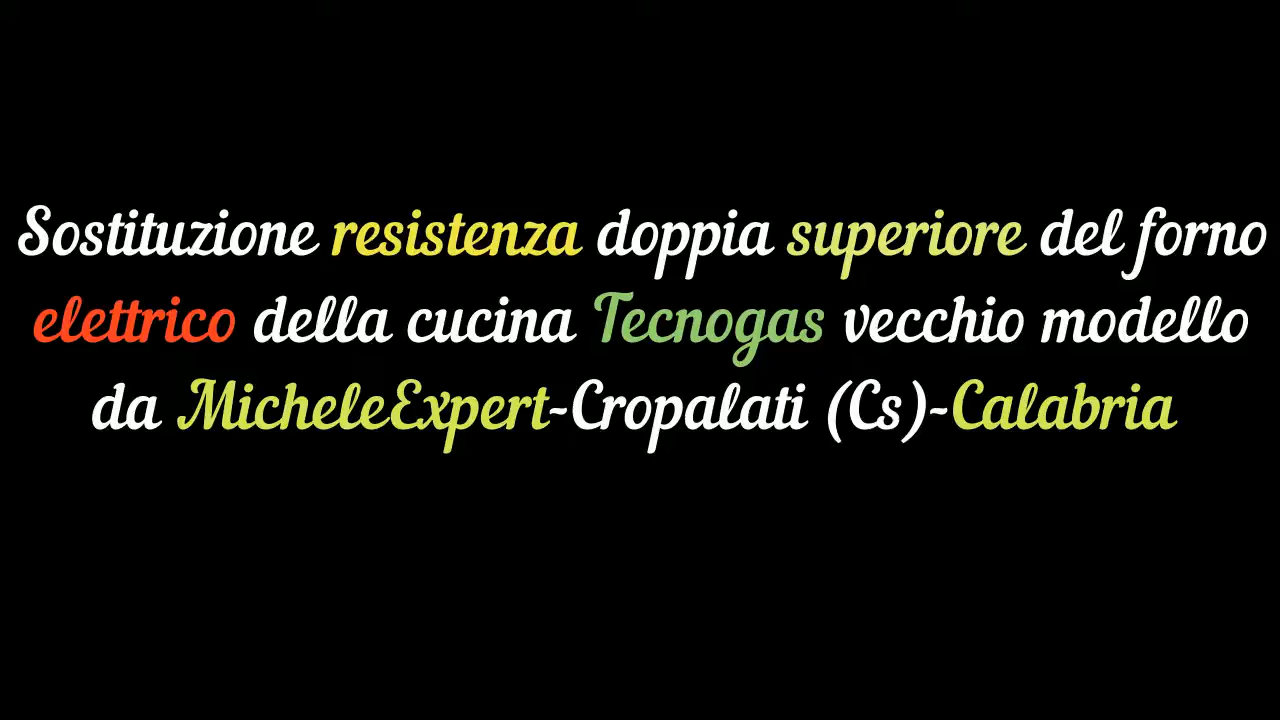 Sostituzione resistenza doppia superiore del forno
elettrico della cucina Tecnogas vecchio modello
da MicheleExpert-Cropalati (Cs)-Calabria